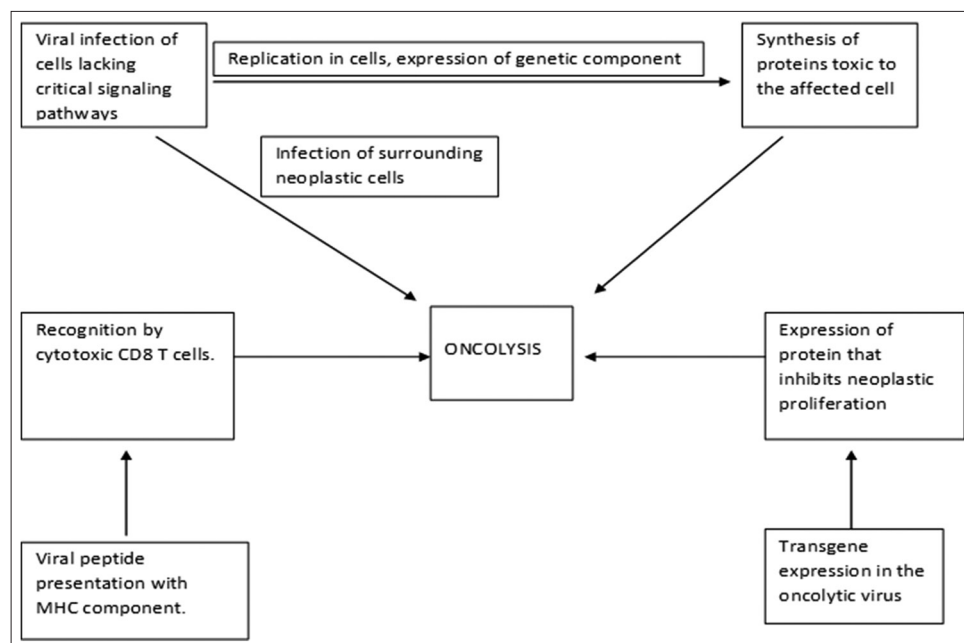 Viral infection of
cells lacking
critical signaling
pathways
Replication in cells, expression of genetic component
Synthesis of
proteins toxic to
the affected cell
Infection of surrounding
neoplastic cells
Recognition by
cytotoxic CD8 T cells.
ONCOLYSIS
Expression of
protein that
inhibits neoplastic
proliferation
Viral peptide
presentation with
MHC component.
Transgene
expression in the
oncolytic virus